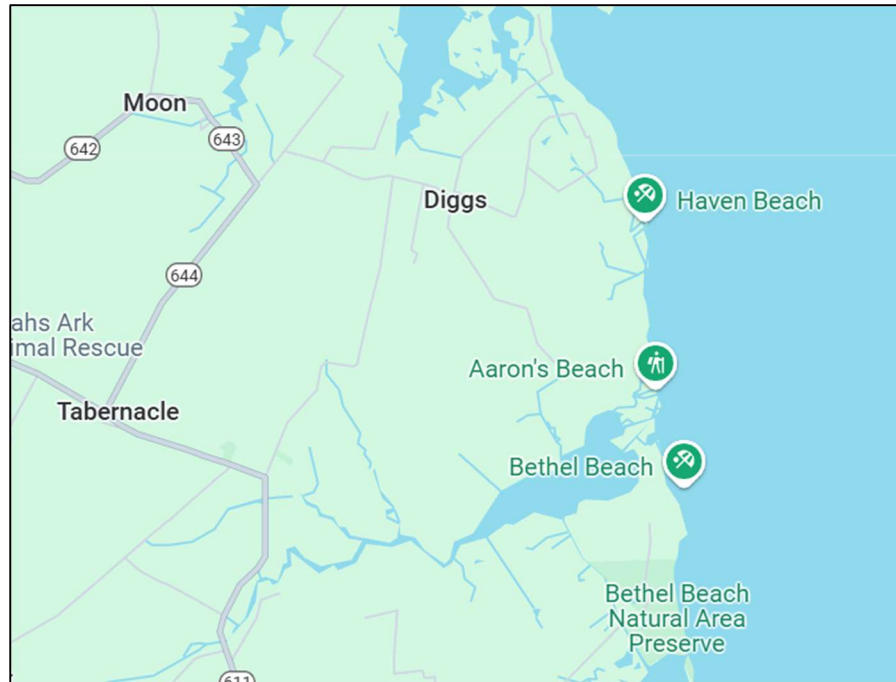 Moon
642
643
Diggs
Haven Beach
644
ahs Ark
imal Rescue
Aaron's Beach
Tabernacle
Bethel Beach
Bethel Beach
Natural Area
Preserve
611